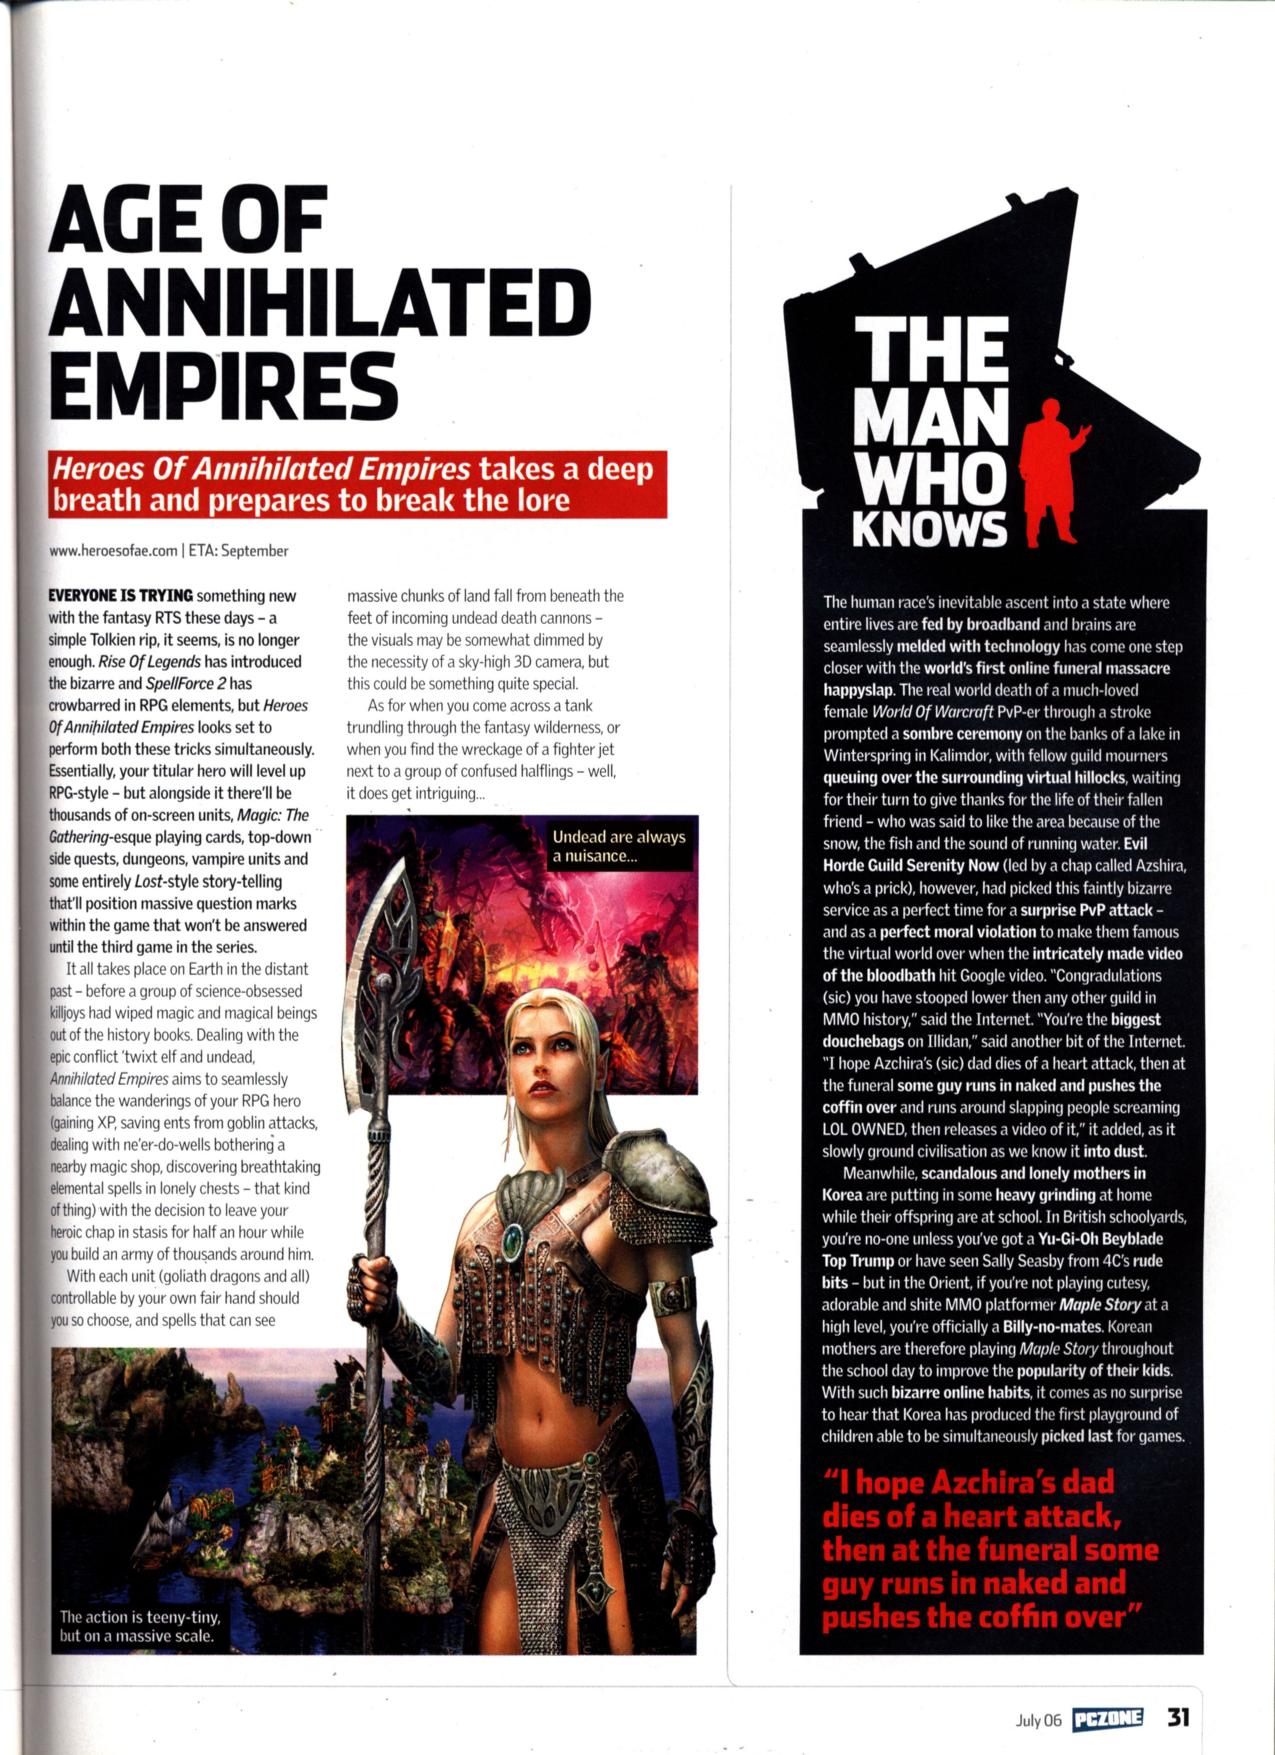 AGE OF
ANNIHILATED
EMPIRES
Heroes Of Annihilated Empires takes a deep
breath and prepares to break the lore
www.heroesofae.com | ETA: September
EVERYONE IS TRYING something new
with the fantasy RTS these days – a
simple Tolkien rip, it seems, is no longer
enough. Rise Of Legends has introduced
the bizarre and SpellForce 2 has
crowbarred in RPG elements, but Heroes
Of Annihilated Empires looks set to
perform both these tricks simultaneously.
Essentially, your titular hero will level up
RPG-style – but alongside it there'll be
thousands of on-screen units, Magic: The
Gathering-esque playing cards, top-down
side quests, dungeons, vampire units and
some entirely Lost-style story-telling
that'll position massive question marks
within the game that won't be answered
until the third game in the series.
It all takes place on Earth in the distant
past – before a group of science-obsessed
killjoys had wiped magic and magical beings
out of the history books. Dealing with the
epic conflict 'twixt elf and undead,
Annihilated Empires aims to seamlessly
balance the wanderings of your RPG hero
(gaining XP, saving ents from goblin attacks,
dealing with ne'er-do-wells bothering a
nearby magic shop, discovering breathtaking
elemental spells in lonely chests – that kind
of thing) with the decision to leave your
heroic chap in stasis for half an hour while
you build an army of thousands around him.
With each unit (goliath dragons and all)
controllable by your own fair hand should
you so choose, and spells that can see
massive chunks of land fall from beneath the
feet of incoming undead death cannons –
the visuals may be somewhat dimmed by
the necessity of a sky-high 3D camera, but
this could be something quite special.
As for when you come across a tank
trundling through the fantasy wilderness, or
when you find the wreckage of a fighter jet
next to a group of confused halflings – well,
it does get intriguing...
Undead are always
a nuisance...
The action is teeny-tiny,
but on a massive scale.
THE
MAN
WHO
KNOWS
The human race's inevitable ascent into a state where
entire lives are fed by broadband and brains are
seamlessly melded with technology has come one step
closer with the world's first online funeral massacre
happyslap. The real world death of a much-loved
female World Of Warcraft PvP-er through a stroke
prompted a sombre ceremony on the banks of a lake in
Winterspring in Kalimdor, with fellow guild mourners
queuing over the surrounding virtual hillocks, waiting
for their turn to give thanks for the life of their fallen
friend – who was said to like the area because of the
snow, the fish and the sound of running water. Evil
Horde Guild Serenity Now (led by a chap called Azshira,
who's a prick), however, had picked this faintly bizarre
service as a perfect time for a surprise PvP attack –
and as a perfect moral violation to make them famous
the virtual world over when the intricately made video
of the bloodbath hit Google video. "Congradulations
(sic) you have stooped lower then any other guild in
MMO history," said the Internet. "You're the biggest
douchebags on Illidan," said another bit of the Internet.
"I hope Azchira's (sic) dad dies of a heart attack, then at
the funeral some guy runs in naked and pushes the
coffin over and runs around slapping people screaming
LOL OWNED, then releases a video of it," it added, as it
slowly ground civilisation as we know it into dust.
Meanwhile, scandalous and lonely mothers in
Korea are putting in some heavy grinding at home
while their offspring are at school. In British schoolyards,
you're no-one unless you've got a Yu-Gi-Oh Beyblade
Top Trump or have seen Sally Seasby from 4C's rude
bits – but in the Orient, if you're not playing cutesy,
adorable and shite MMO platformer Maple Story at a
high level, you're officially a Billy-no-mates. Korean
mothers are therefore playing Maple Story throughout
the school day to improve the popularity of their kids.
With such bizarre online habits, it comes as no surprise
to hear that Korea has produced the first playground of
children able to be simultaneously picked last for games.
"I hope Azchira's dad
dies of a heart attack,
then at the funeral some
guy runs in naked and
pushes the coffin over"
July 06 PCZONE 31